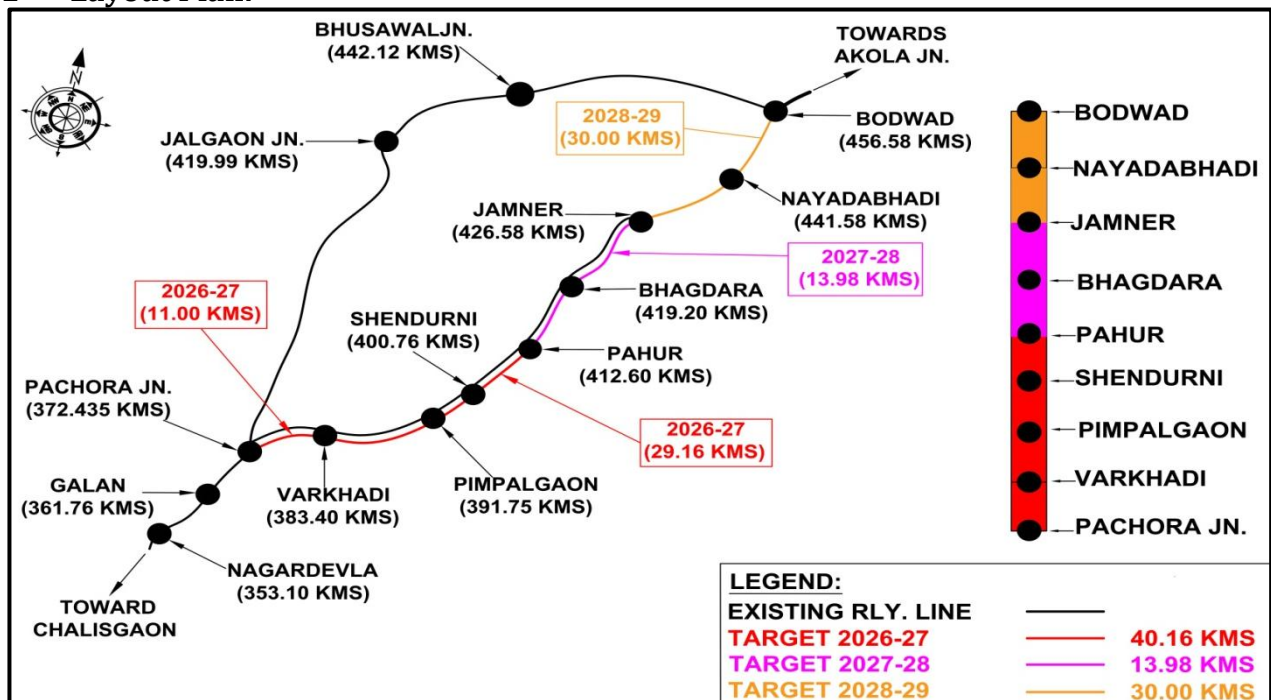 Layout Plan:
BHUSAWALJN.
(442.12 KMS)
TOWARDS
AKOLA JN.
N
JALGAON JN.
(419.99 KMS)
2028-29
(30.00 KMS)
BODWAD
(456.58 KMS)
NAYADABHADI
(441.58 KMS)
JAMNER
(426.58 KMS)
2027-28
(13.98 KMS)
2026-27
(11.00 KMS)
BHAGDARA
(419.20 KMS)
SHENDURNI
(400.76 KMS)
PAHUR
(412.60 KMS)
PACHORA JN.
(372.435 KMS)
2026-27
(29.16 KMS)
GALAN
(361.76 KMS)
VARKHADI
(383.40 KMS)
PIMPALGAON
(391.75 KMS)
NAGARDEVLA
(353.10 KMS)
TOWARD
CHALISGAON
BODWAD
NAYADABHADI
JAMNER
BHAGDARA
PAHUR
SHENDURNI
PIMPALGAON
VARKHADI
PACHORA JN.
LEGEND:
EXISTING RLY. LINE
TARGET 2026-27 40.16 KMS
TARGET 2027-28 13.98 KMS
TARGET 2028-29 30.00 KMS